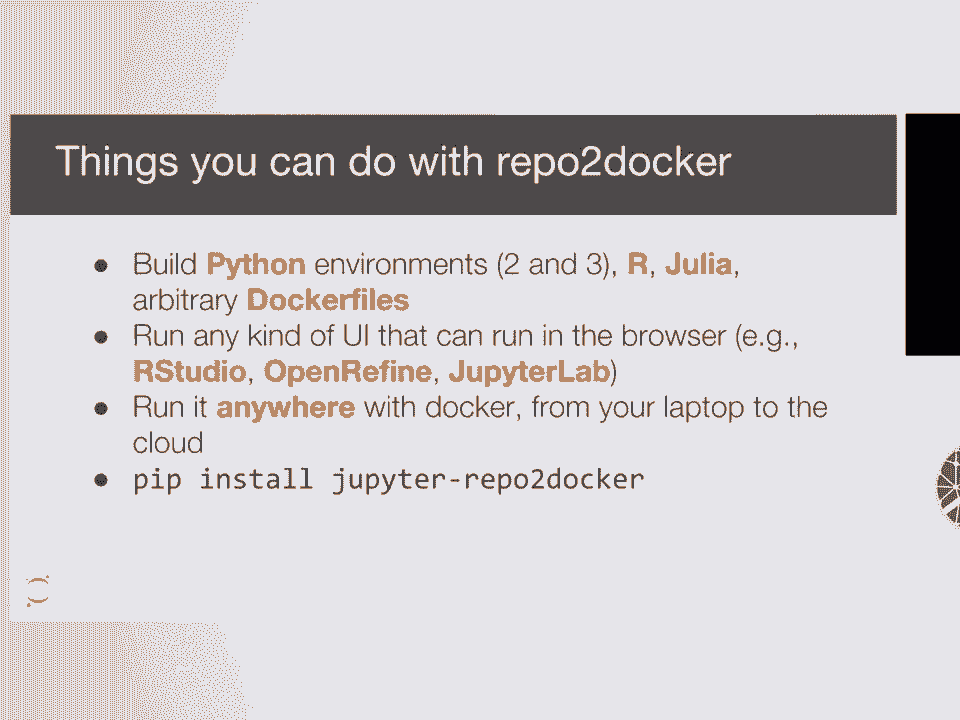 Things you can do with repo2docker
● Build Python environments (2 and 3), R, Julia,
arbitrary Dockerfiles
● Run any kind of UI that can run in the browser (e.g.,
RStudio, OpenRefine, JupyterLab)
● Run it anywhere with docker, from your laptop to the
cloud
● pip install jupyter-repo2docker